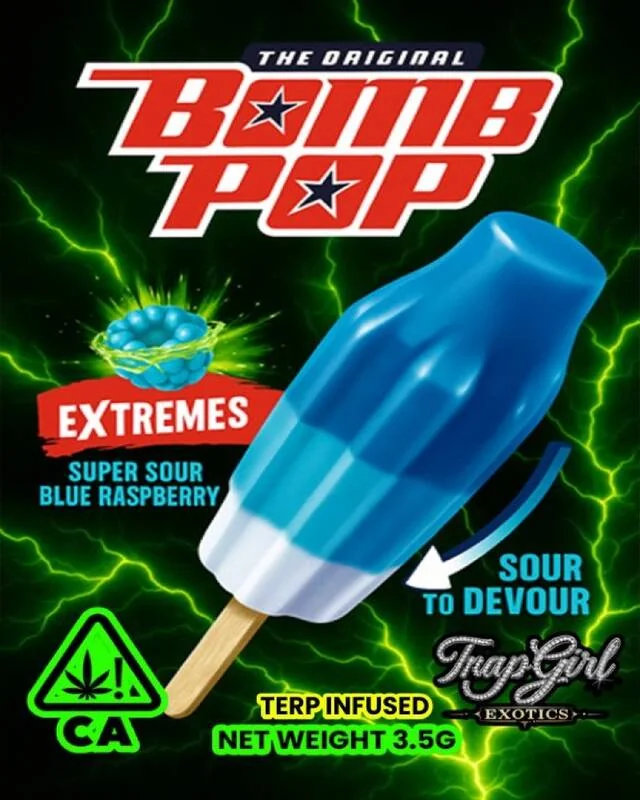 THE ORIGINAL
BOMB
POP
EXTREMES
SUPER SOUR
BLUE RASPBERRY
SOUR
TO DEVOUR
TrapGirl
EXOTICS
!
CA
TERP INFUSED
NET WEIGHT 3.5G